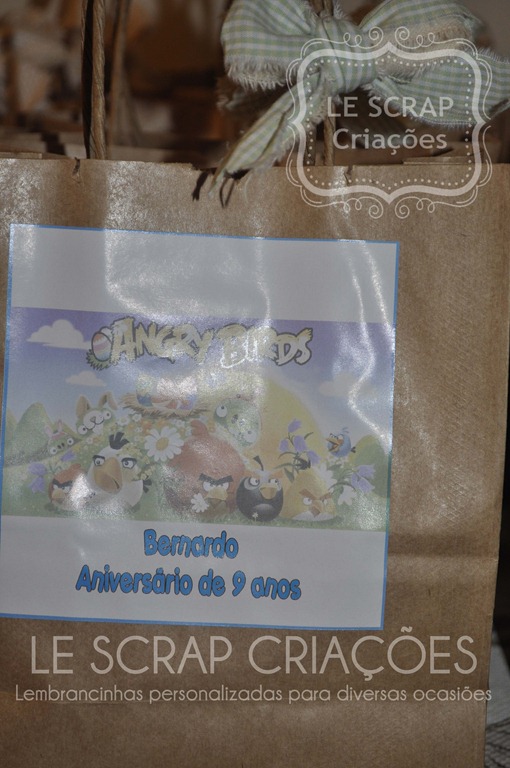 LE SCRAP
Criações
ANGRY BIRDS
Bernardo
Aniversário de 9 anos
LE SCRAP CRIAÇÕES
Lembrancinhas personalizadas para diversas ocasiões